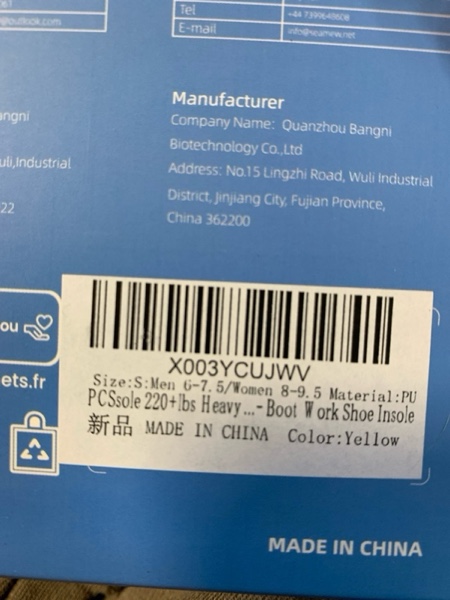 @outlook.com
Tel +44 7399648608
E-mail info@seamew.net
Manufacturer
Company Name: Quanzhou Bangni
Biotechnology Co.,Ltd
Address: No.15 Lingzhi Road, Wuli Industrial
District, Jinjiang City, Fujian Province,
China 362200
angni
uli,Industrial
22
ou
ets.fr
X003YCUJWV
Size:S:Men 6-7.5/Women 8-9.5 Material:PU
PCSsole 220+lbs Heavy...-Boot Work Shoe Insole
新品 MADE IN CHINA Color:Yellow
MADE IN CHINA